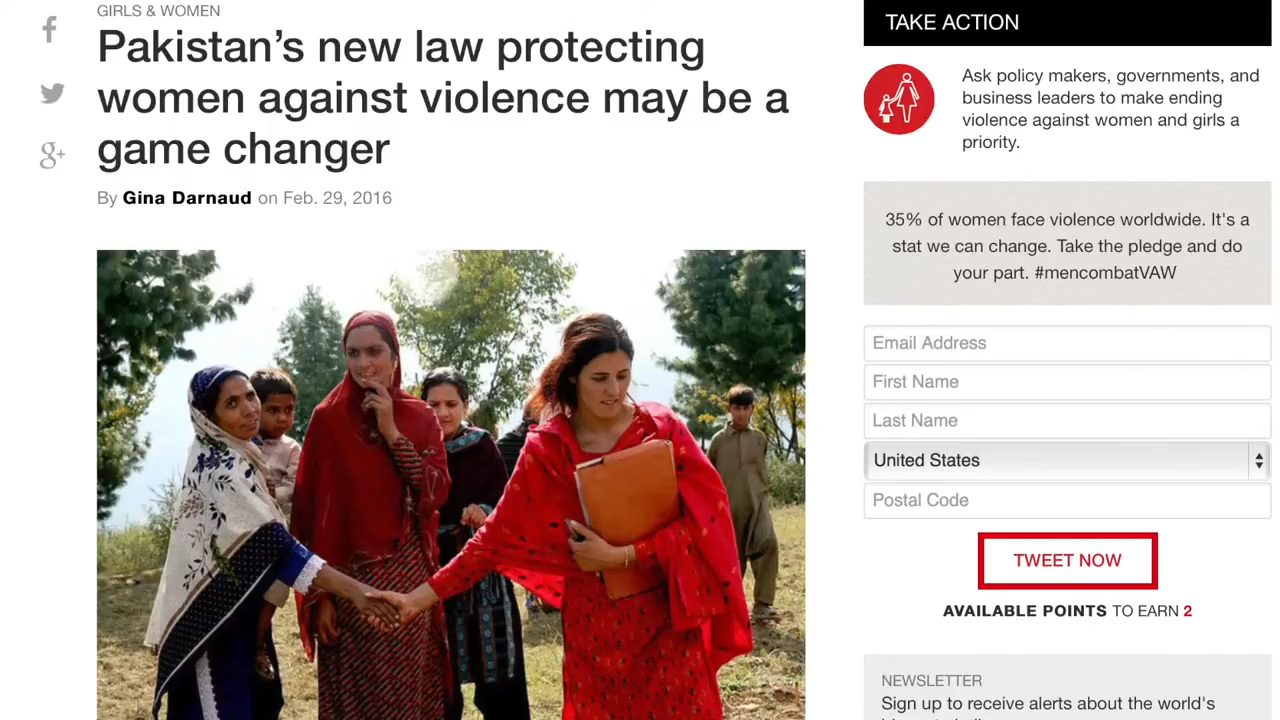 GIRLS & WOMEN
Pakistan's new law protecting
women against violence may be a
game changer
By Gina Darnaud on Feb. 29, 2016
TAKE ACTION
Ask policy makers, governments, and
business leaders to make ending
violence against women and girls a
priority.
35% of women face violence worldwide. It's a
stat we can change. Take the pledge and do
your part. #mencombatVAW
Email Address
First Name
Last Name
United States
Postal Code
TWEET NOW
AVAILABLE POINTS TO EARN 2
NEWSLETTER
Sign up to receive alerts about the world's